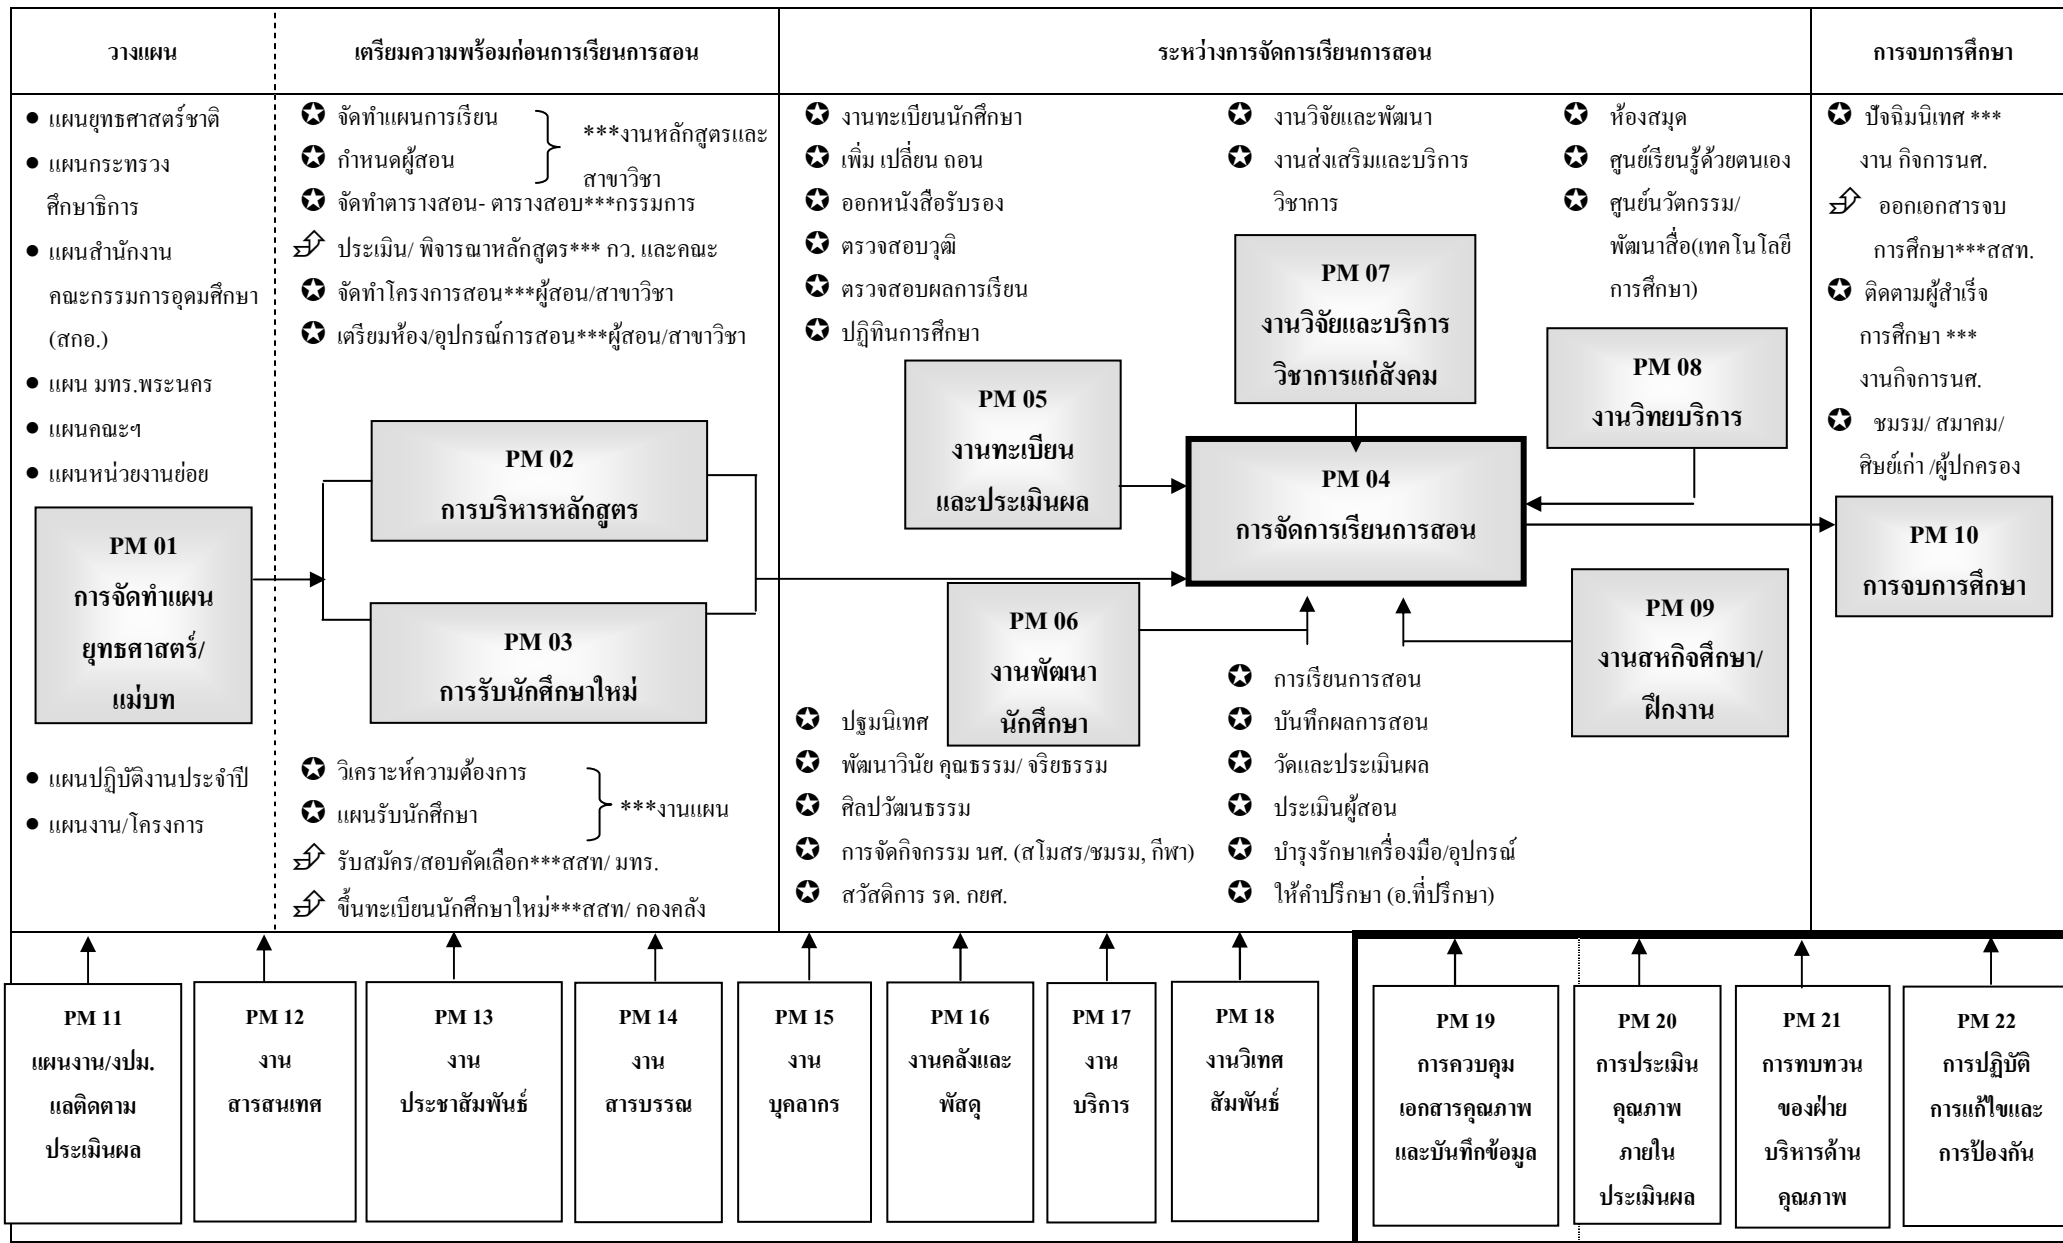 วางแผน
เตรียมความพร้อมก่อนการเรียนการสอน
ระหว่างการจัดการเรียนการสอน
การจบการศึกษา
● แผนยุทธศาสตร์ชาติ
● แผนกระทรวง
ศึกษาธิการ
● แผนสำนักงาน
คณะกรรมการอุดมศึกษา
(สกอ.)
● แผน มทร.พระนคร
● แผนคณะฯ
● แผนหน่วยงานย่อย
PM 01
การจัดทำแผน
ยุทธศาสตร์/
แม่บท
● แผนปฏิบัติงานประจำปี
● แผนงาน/โครงการ
จัดทำแผนการเรียน
กำหนดผู้สอน
***งานหลักสูตรและ
สาขาวิชา
จัดทำตารางสอน- ตารางสอบ***กรรมการ
ประเมิน/ พิจารณาหลักสูตร*** กว. และคณะ
จัดทำโครงการสอน***ผู้สอน/สาขาวิชา
เตรียมห้อง/อุปกรณ์การสอน***ผู้สอน/สาขาวิชา
PM 02
การบริหารหลักสูตร
PM 03
การรับนักศึกษาใหม่
วิเคราะห์ความต้องการ
แผนรับนักศึกษา
***งานแผน
รับสมัคร/สอบคัดเลือก***สสท/ มทร.
ขึ้นทะเบียนนักศึกษาใหม่***สสท/ กองคลัง
งานทะเบียนนักศึกษา
เพิ่ม เปลี่ยน ถอน
ออกหนังสือรับรอง
ตรวจสอบวุฒิ
ตรวจสอบผลการเรียน
ปฏิทินการศึกษา
งานวิจัยและพัฒนา
งานส่งเสริมและบริการ
วิชาการ
ห้องสมุด
ศูนย์เรียนรู้ด้วยตนเอง
ศูนย์นวัตกรรม/
พัฒนาสื่อ(เทคโนโลยี
การศึกษา)
PM 05
งานทะเบียน
และประเมินผล
PM 07
งานวิจัยและบริการ
วิชาการแก่สังคม
PM 08
งานวิทยบริการ
PM 04
การจัดการเรียนการสอน
PM 06
งานพัฒนา
นักศึกษา
PM 09
งานสหกิจศึกษา/
ฝึกงาน
ปฐมนิเทศ
พัฒนาวินัย คุณธรรม/ จริยธรรม
ศิลปวัฒนธรรม
การจัดกิจกรรม นศ. (สโมสร/ชมรม, กีฬา)
สวัสดิการ รด. กยศ.
การเรียนการสอน
บันทึกผลการสอน
วัดและประเมินผล
ประเมินผู้สอน
บำรุงรักษาเครื่องมือ/อุปกรณ์
ให้คำปรึกษา (อ.ที่ปรึกษา)
ปัจฉิมนิเทศ ***
งาน กิจการนศ.
ออกเอกสารจบ
การศึกษา***สสท.
ติดตามผู้สำเร็จ
การศึกษา ***
งานกิจการนศ.
ชมรม/ สมาคม/
ศิษย์เก่า /ผู้ปกครอง
PM 10
การจบการศึกษา
PM 11
แผนงาน/งปม.
แลติดตาม
ประเมินผล
PM 12
งาน
สารสนเทศ
PM 13
งาน
ประชาสัมพันธ์
PM 14
งาน
สารบรรณ
PM 15
งาน
บุคลากร
PM 16
งานคลังและ
พัสดุ
PM 17
งาน
บริการ
PM 18
งานวิเทศ
สัมพันธ์
PM 19
การควบคุม
เอกสารคุณภาพ
และบันทึกข้อมูล
PM 20
การประเมิน
คุณภาพ
ภายใน
ประเมินผล
PM 21
การทบทวน
ของฝ่าย
บริหารด้าน
คุณภาพ
PM 22
การปฏิบัติ
การแก้ไขและ
การป้องกัน